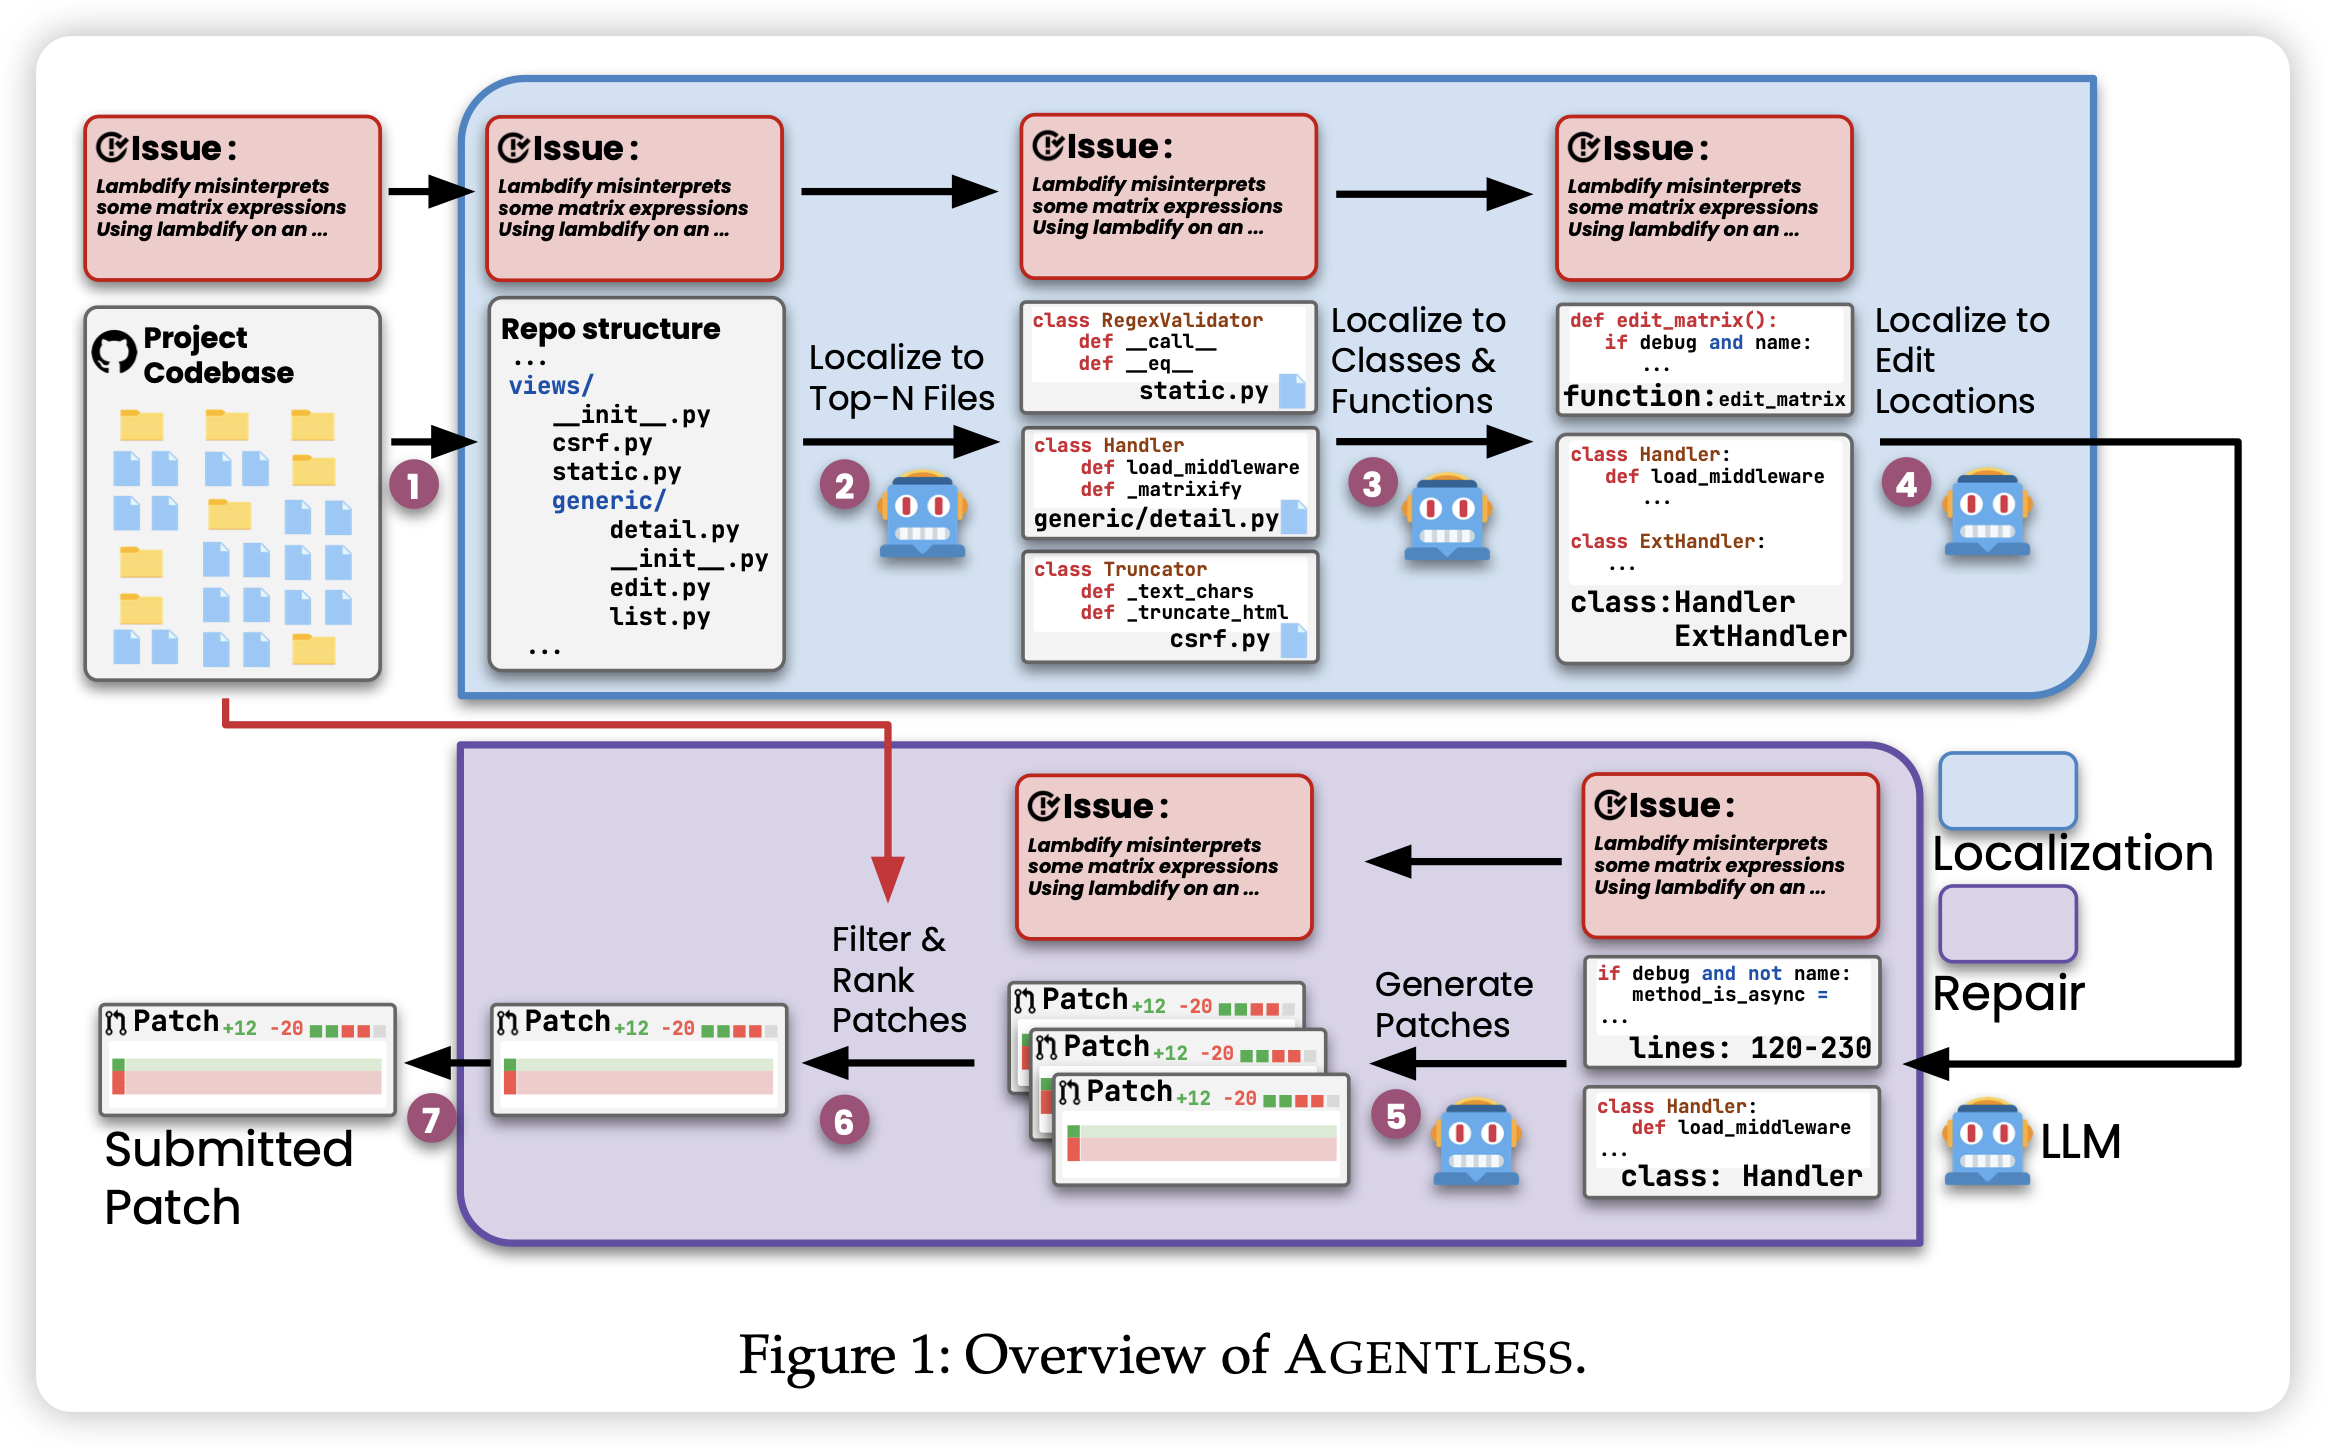 Issue:
Lambdify misinterprets
some matrix expressions
Using lambdify on an ...
Project
Codebase
1
Issue:
Lambdify misinterprets
some matrix expressions
Using lambdify on an ...
Repo structure
...
views/
__init__.py
csrf.py
static.py
generic/
detail.py
__init__.py
edit.py
list.py
...
Localize to
Top-N Files
2
Issue:
Lambdify misinterprets
some matrix expressions
Using lambdify on an ...
class RegexValidator
def __call__
def __eq__
static.py
class Handler
def load_middleware
def _matrixify
generic/detail.py
class Truncator
def _text_chars
def _truncate_html
csrf.py
Localize to
Classes &
Functions
3
Issue:
Lambdify misinterprets
some matrix expressions
Using lambdify on an ...
def edit_matrix():
if debug and name:
...
function:edit_matrix
class Handler:
def load_middleware
...
class ExtHandler:
...
class:Handler
ExtHandler
Localize to
Edit
Locations
4
Localization
Repair
LLM
Issue:
Lambdify misinterprets
some matrix expressions
Using lambdify on an ...
if debug and not name:
method_is_async =
...
lines: 120-230
class Handler:
def load_middleware
...
class: Handler
Generate
Patches
5
Issue:
Lambdify misinterprets
some matrix expressions
Using lambdify on an ...
Patch +12 -20
Patch +12 -20
Patch +12 -20
Filter &
Rank
Patches
6
Patch +12 -20
7
Patch +12 -20
Submitted
Patch
Figure 1: Overview of AGENTLESS.